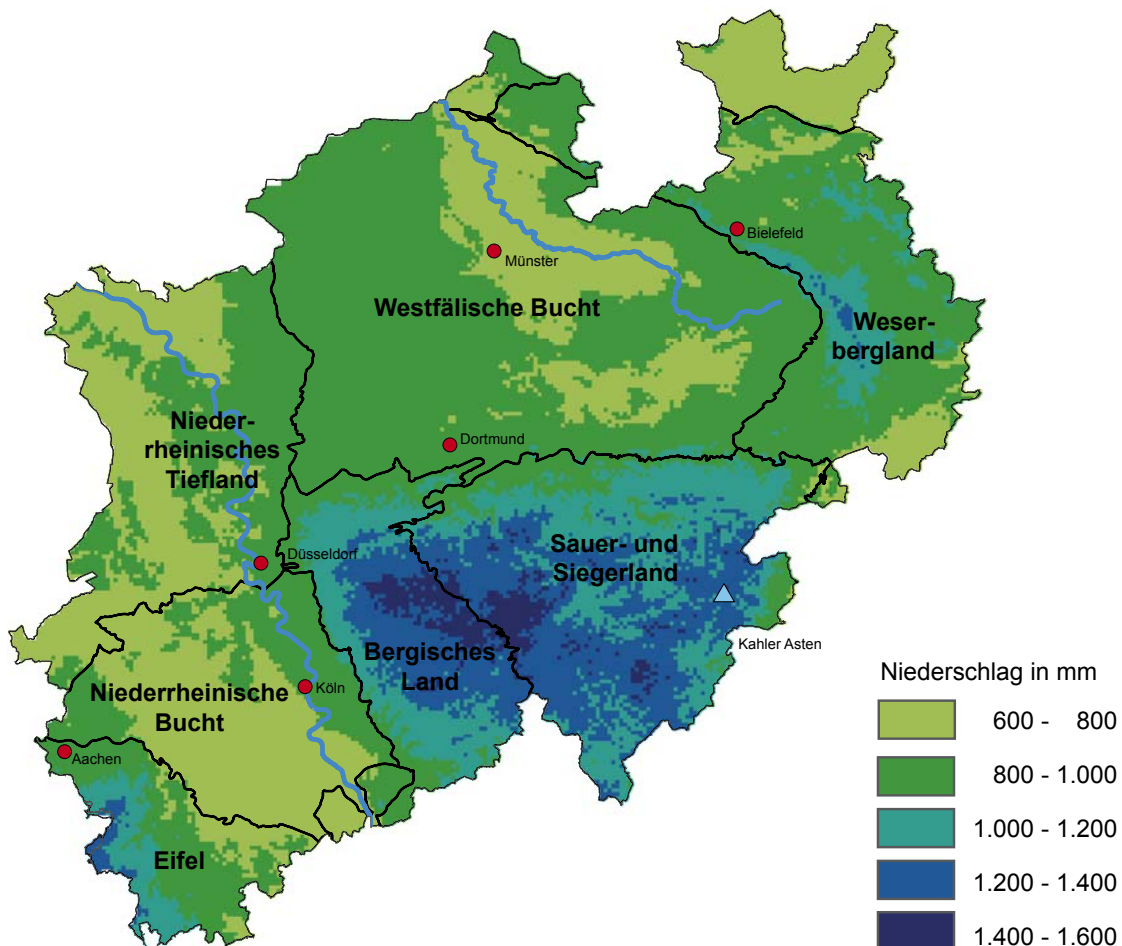 Bielefeld
Münster
Westfälische Bucht
Weser-
bergland
Nieder-
rheinisches
Tiefland
Dortmund
Düsseldorf
Sauer- und
Siegerland
Kahler Asten
Bergisches
Land
Niederrheinische
Bucht
Köln
Aachen
Eifel
Niederschlag in mm
600 - 800
800 - 1.000
1.000 - 1.200
1.200 - 1.400
1.400 - 1.600